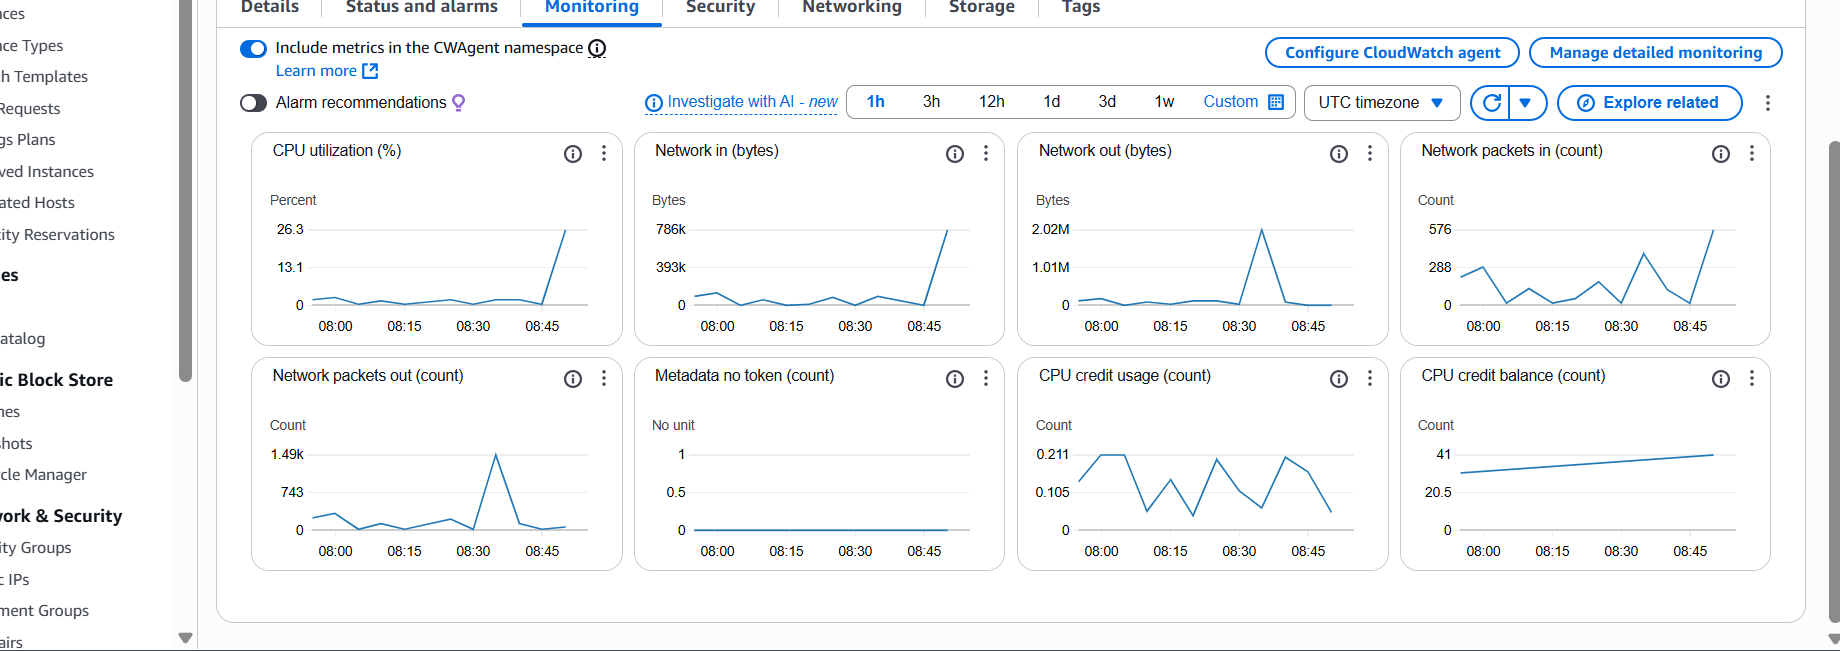 Details Status and alarms Monitoring Security Networking Storage Tags
Include metrics in the CWAgent namespace
Learn more
Configure CloudWatch agent Manage detailed monitoring
Alarm recommendations
Investigate with AI - new
1h 3h 12h 1d 3d 1w Custom
UTC timezone
Explore related
nces
nce Types
ch Templates
Requests
gs Plans
ved Instances
ated Hosts
ity Reservations
es
atalog
ic Block Store
nes
shots
cle Manager
ork & Security
ity Groups
c IPs
ment Groups
airs
CPU utilization (%)
Percent
26.3
13.1
0
08:00 08:15 08:30 08:45
Network in (bytes)
Bytes
786k
393k
0
08:00 08:15 08:30 08:45
Network out (bytes)
Bytes
2.02M
1.01M
0
08:00 08:15 08:30 08:45
Network packets in (count)
Count
576
288
0
08:00 08:15 08:30 08:45
Network packets out (count)
Count
1.49k
743
0
08:00 08:15 08:30 08:45
Metadata no token (count)
No unit
1
0.5
0
08:00 08:15 08:30 08:45
CPU credit usage (count)
Count
0.211
0.105
0
08:00 08:15 08:30 08:45
CPU credit balance (count)
Count
41
20.5
0
08:00 08:15 08:30 08:45